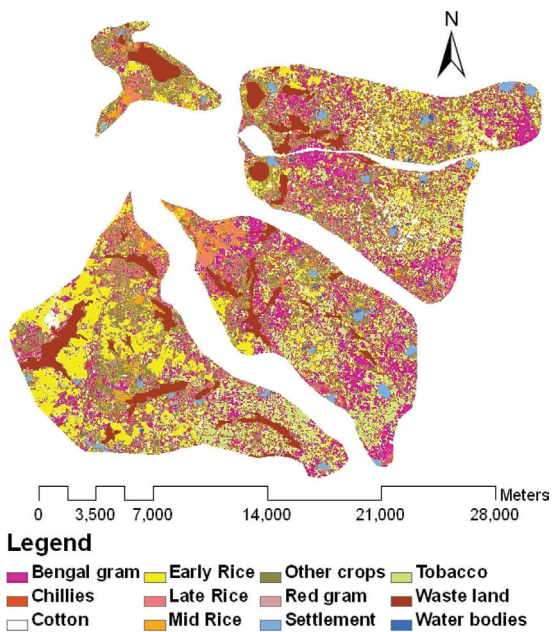 N
Meters
0 3,500 7,000 14,000 21,000 28,000
Legend
Bengal gram Early Rice Other crops Tobacco
Chillies Late Rice Red gram Waste land
Cotton Mid Rice Settlement Water bodies